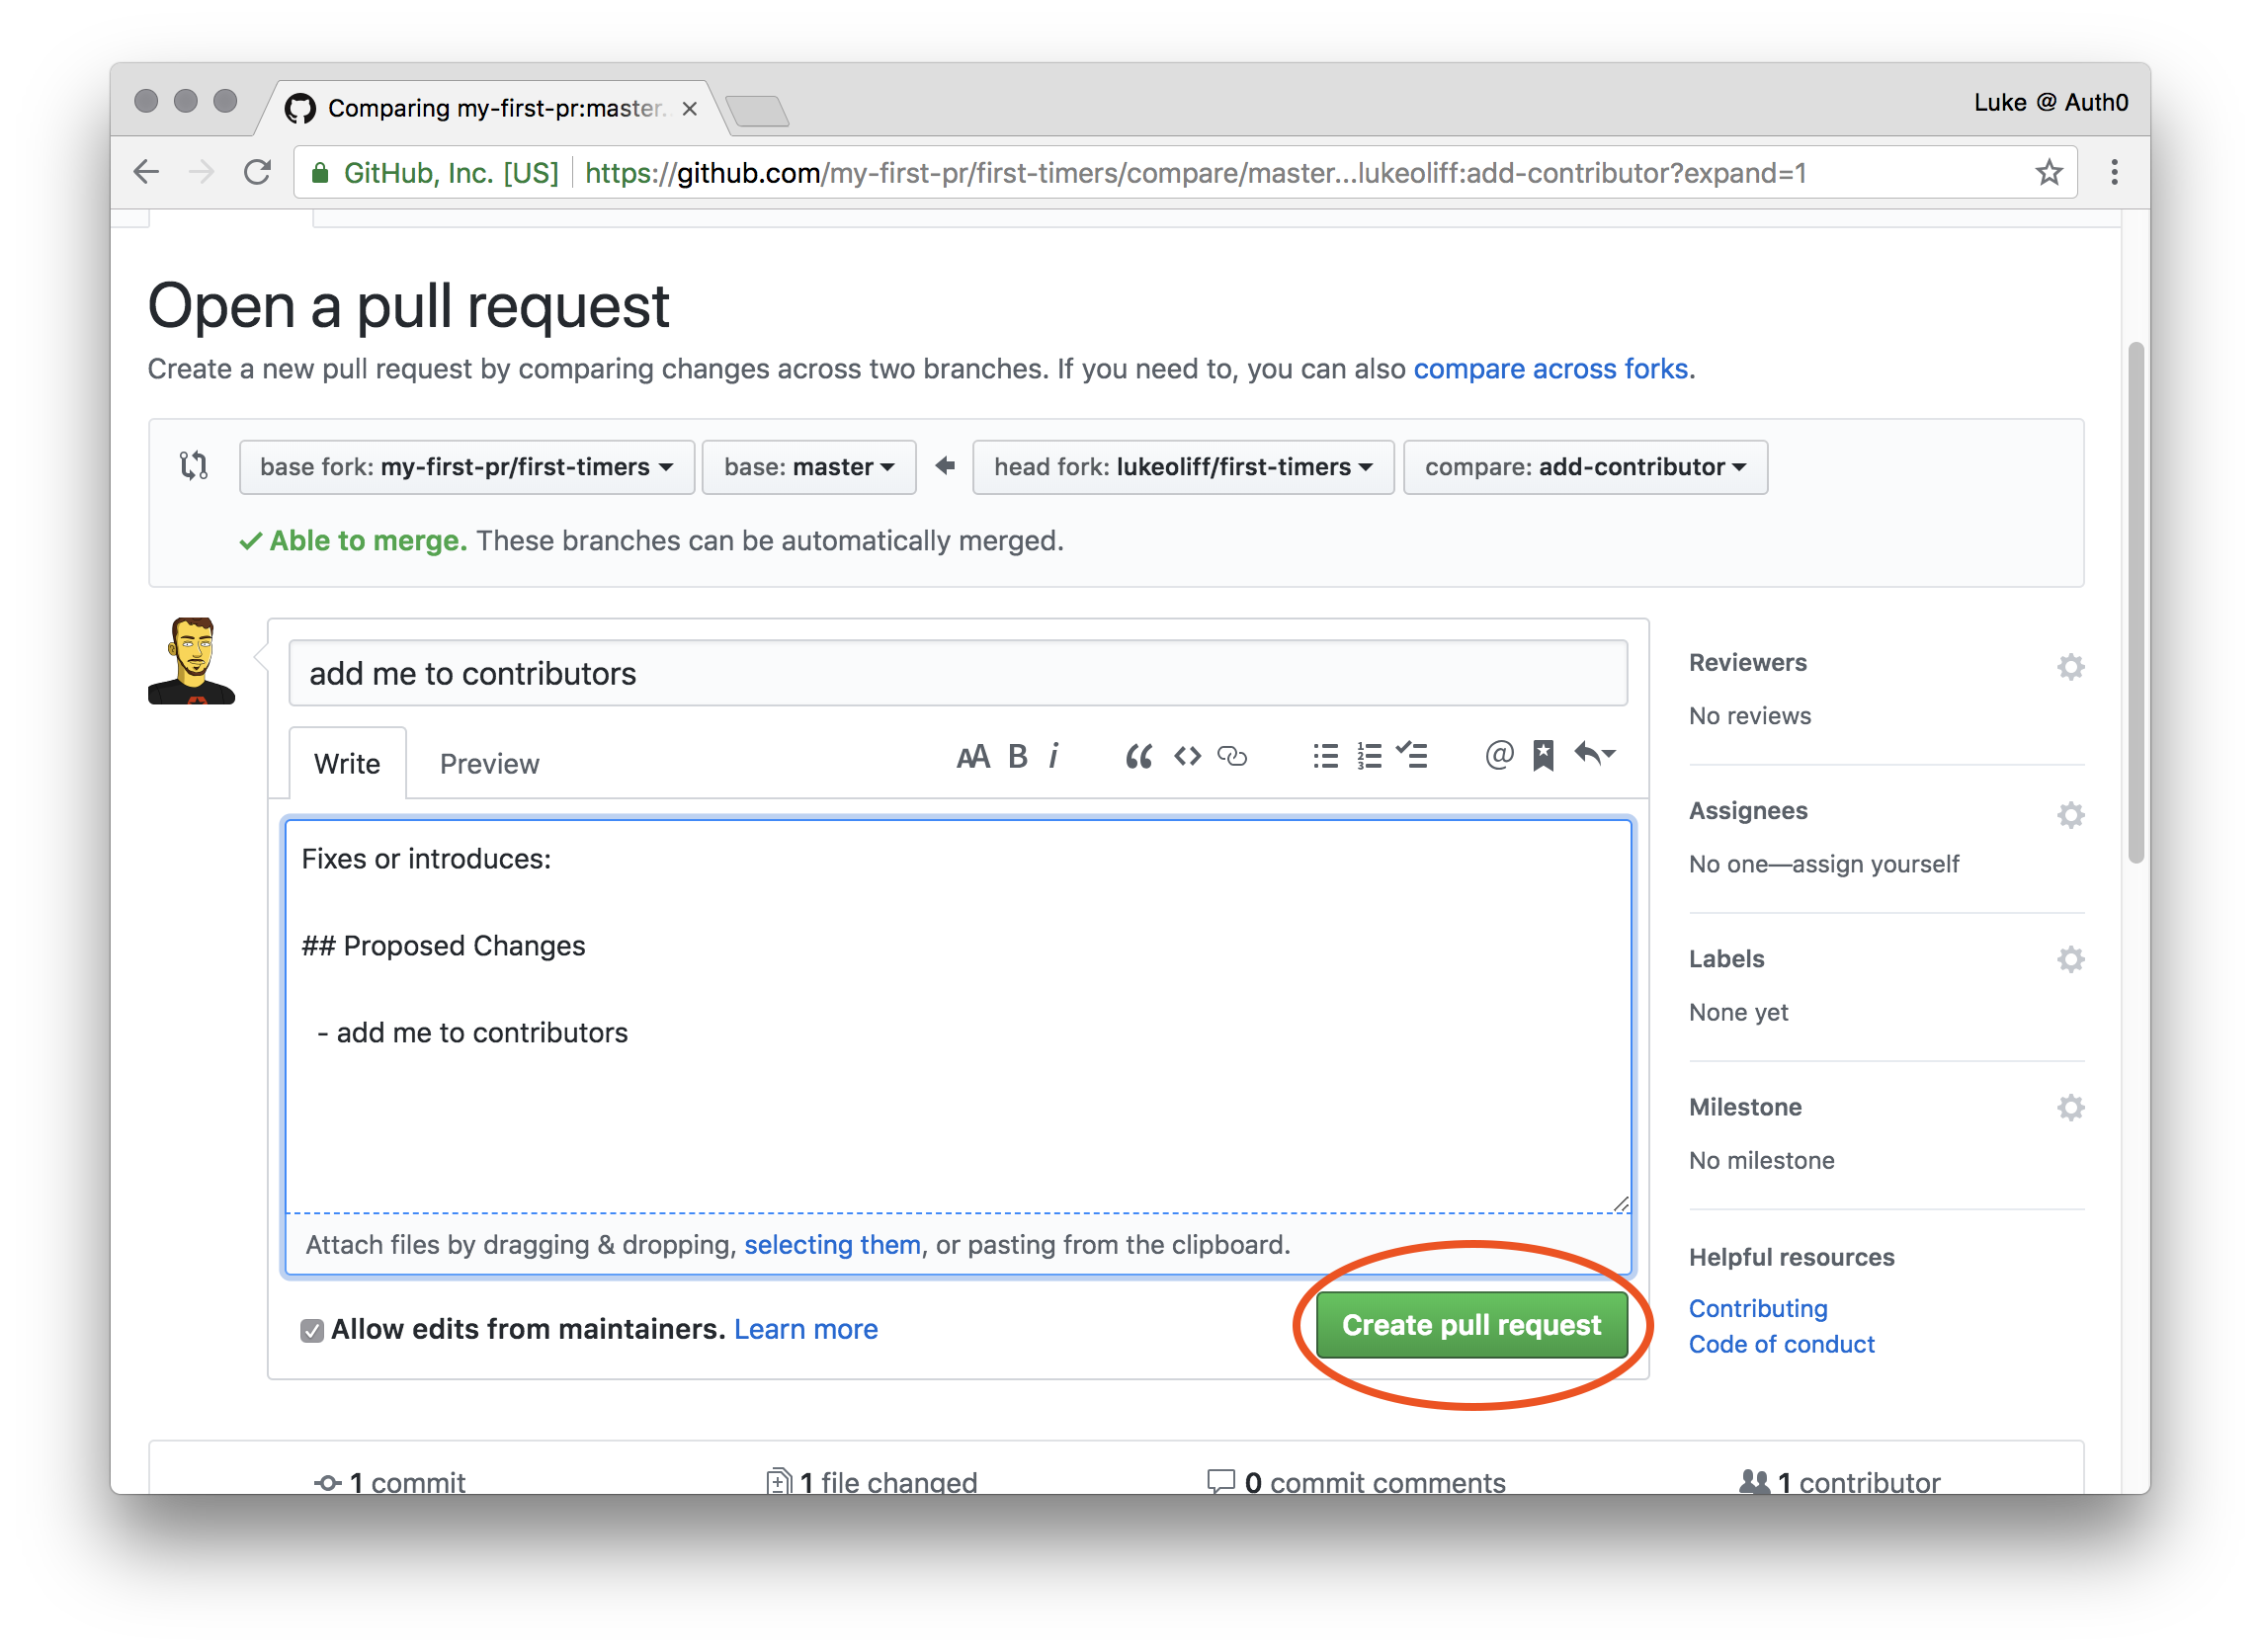 Comparing my-first-pr:master..
Luke @ Auth0
GitHub, Inc. [US] https://github.com/my-first-pr/first-timers/compare/master...lukeoliff:add-contributor?expand=1
Open a pull request
Create a new pull request by comparing changes across two branches. If you need to, you can also compare across forks.
base fork: my-first-pr/first-timers base: master head fork: lukeoliff/first-timers compare: add-contributor
Able to merge. These branches can be automatically merged.
add me to contributors
Write Preview
AA B i
Fixes or introduces:
## Proposed Changes
- add me to contributors
Attach files by dragging & dropping, selecting them, or pasting from the clipboard.
Allow edits from maintainers. Learn more
Create pull request
Reviewers
No reviews
Assignees
No one—assign yourself
Labels
None yet
Milestone
No milestone
Helpful resources
Contributing
Code of conduct
1 commit 1 file changed 0 commit comments 1 contributor